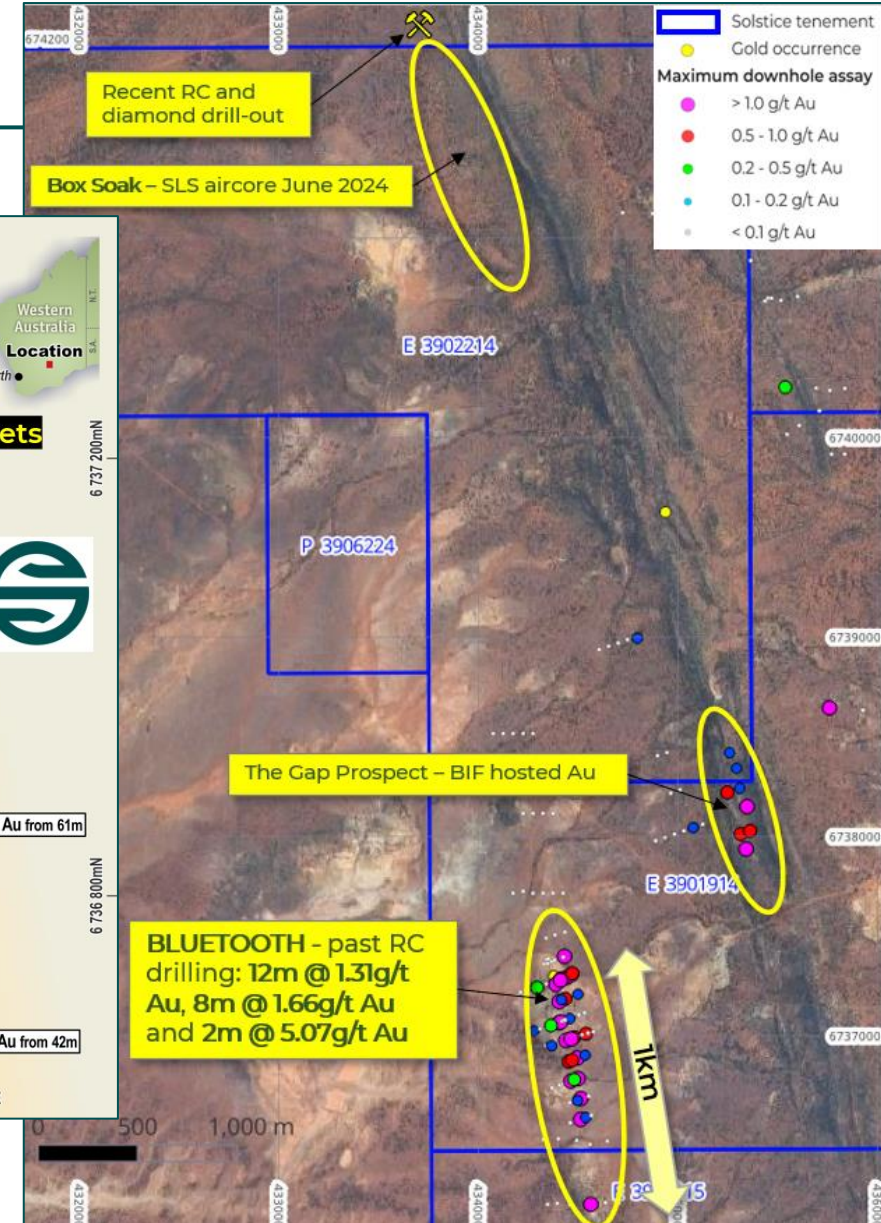 432000
433000
434000
674200
Solstice tenement
Gold occurrence
Maximum downhole assay
> 1.0 g/t Au
0.5 - 1.0 g/t Au
0.2 - 0.5 g/t Au
0.1 - 0.2 g/t Au
< 0.1 g/t Au
Recent RC and
diamond drill-out
Box Soak – SLS aircore June 2024
Western
Australia
N.T.
S.A.
Location
ets
6 737 200mN
E 3902214
6740000
P 3906224
6739000
The Gap Prospect – BIF hosted Au
Au from 61m
6738000
E 3901914
6 736 800mN
BLUETOOTH - past RC
drilling: 12m @ 1.31g/t
Au, 8m @ 1.66g/t Au
and 2m @ 5.07g/t Au
6737000
Au from 42m
1km
0 500 1,000 m
432000
433000
434000